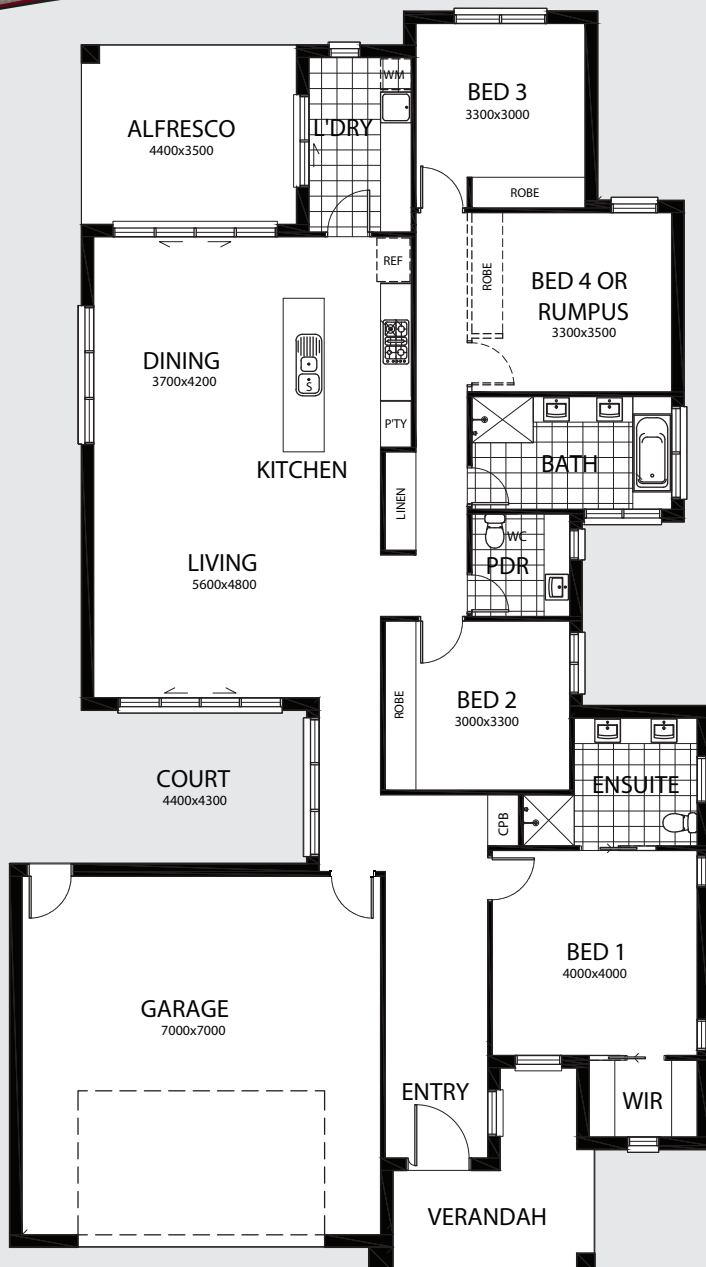 BED 3
3300x3000
ROBE
WM
L'DRY
ALFRESCO
4400x3500
REF
ROBE
BED 4 OR
RUMPUS
3300x3500
DINING
3700x4200
S
P'TY
KITCHEN
BATH
LINEN
WC
PDR
LIVING
5600x4800
ROBE
BED 2
3000x3300
COURT
4400x4300
ENSUITE
CPB
BED 1
4000x4000
GARAGE
7000x7000
ENTRY
WIR
VERANDAH